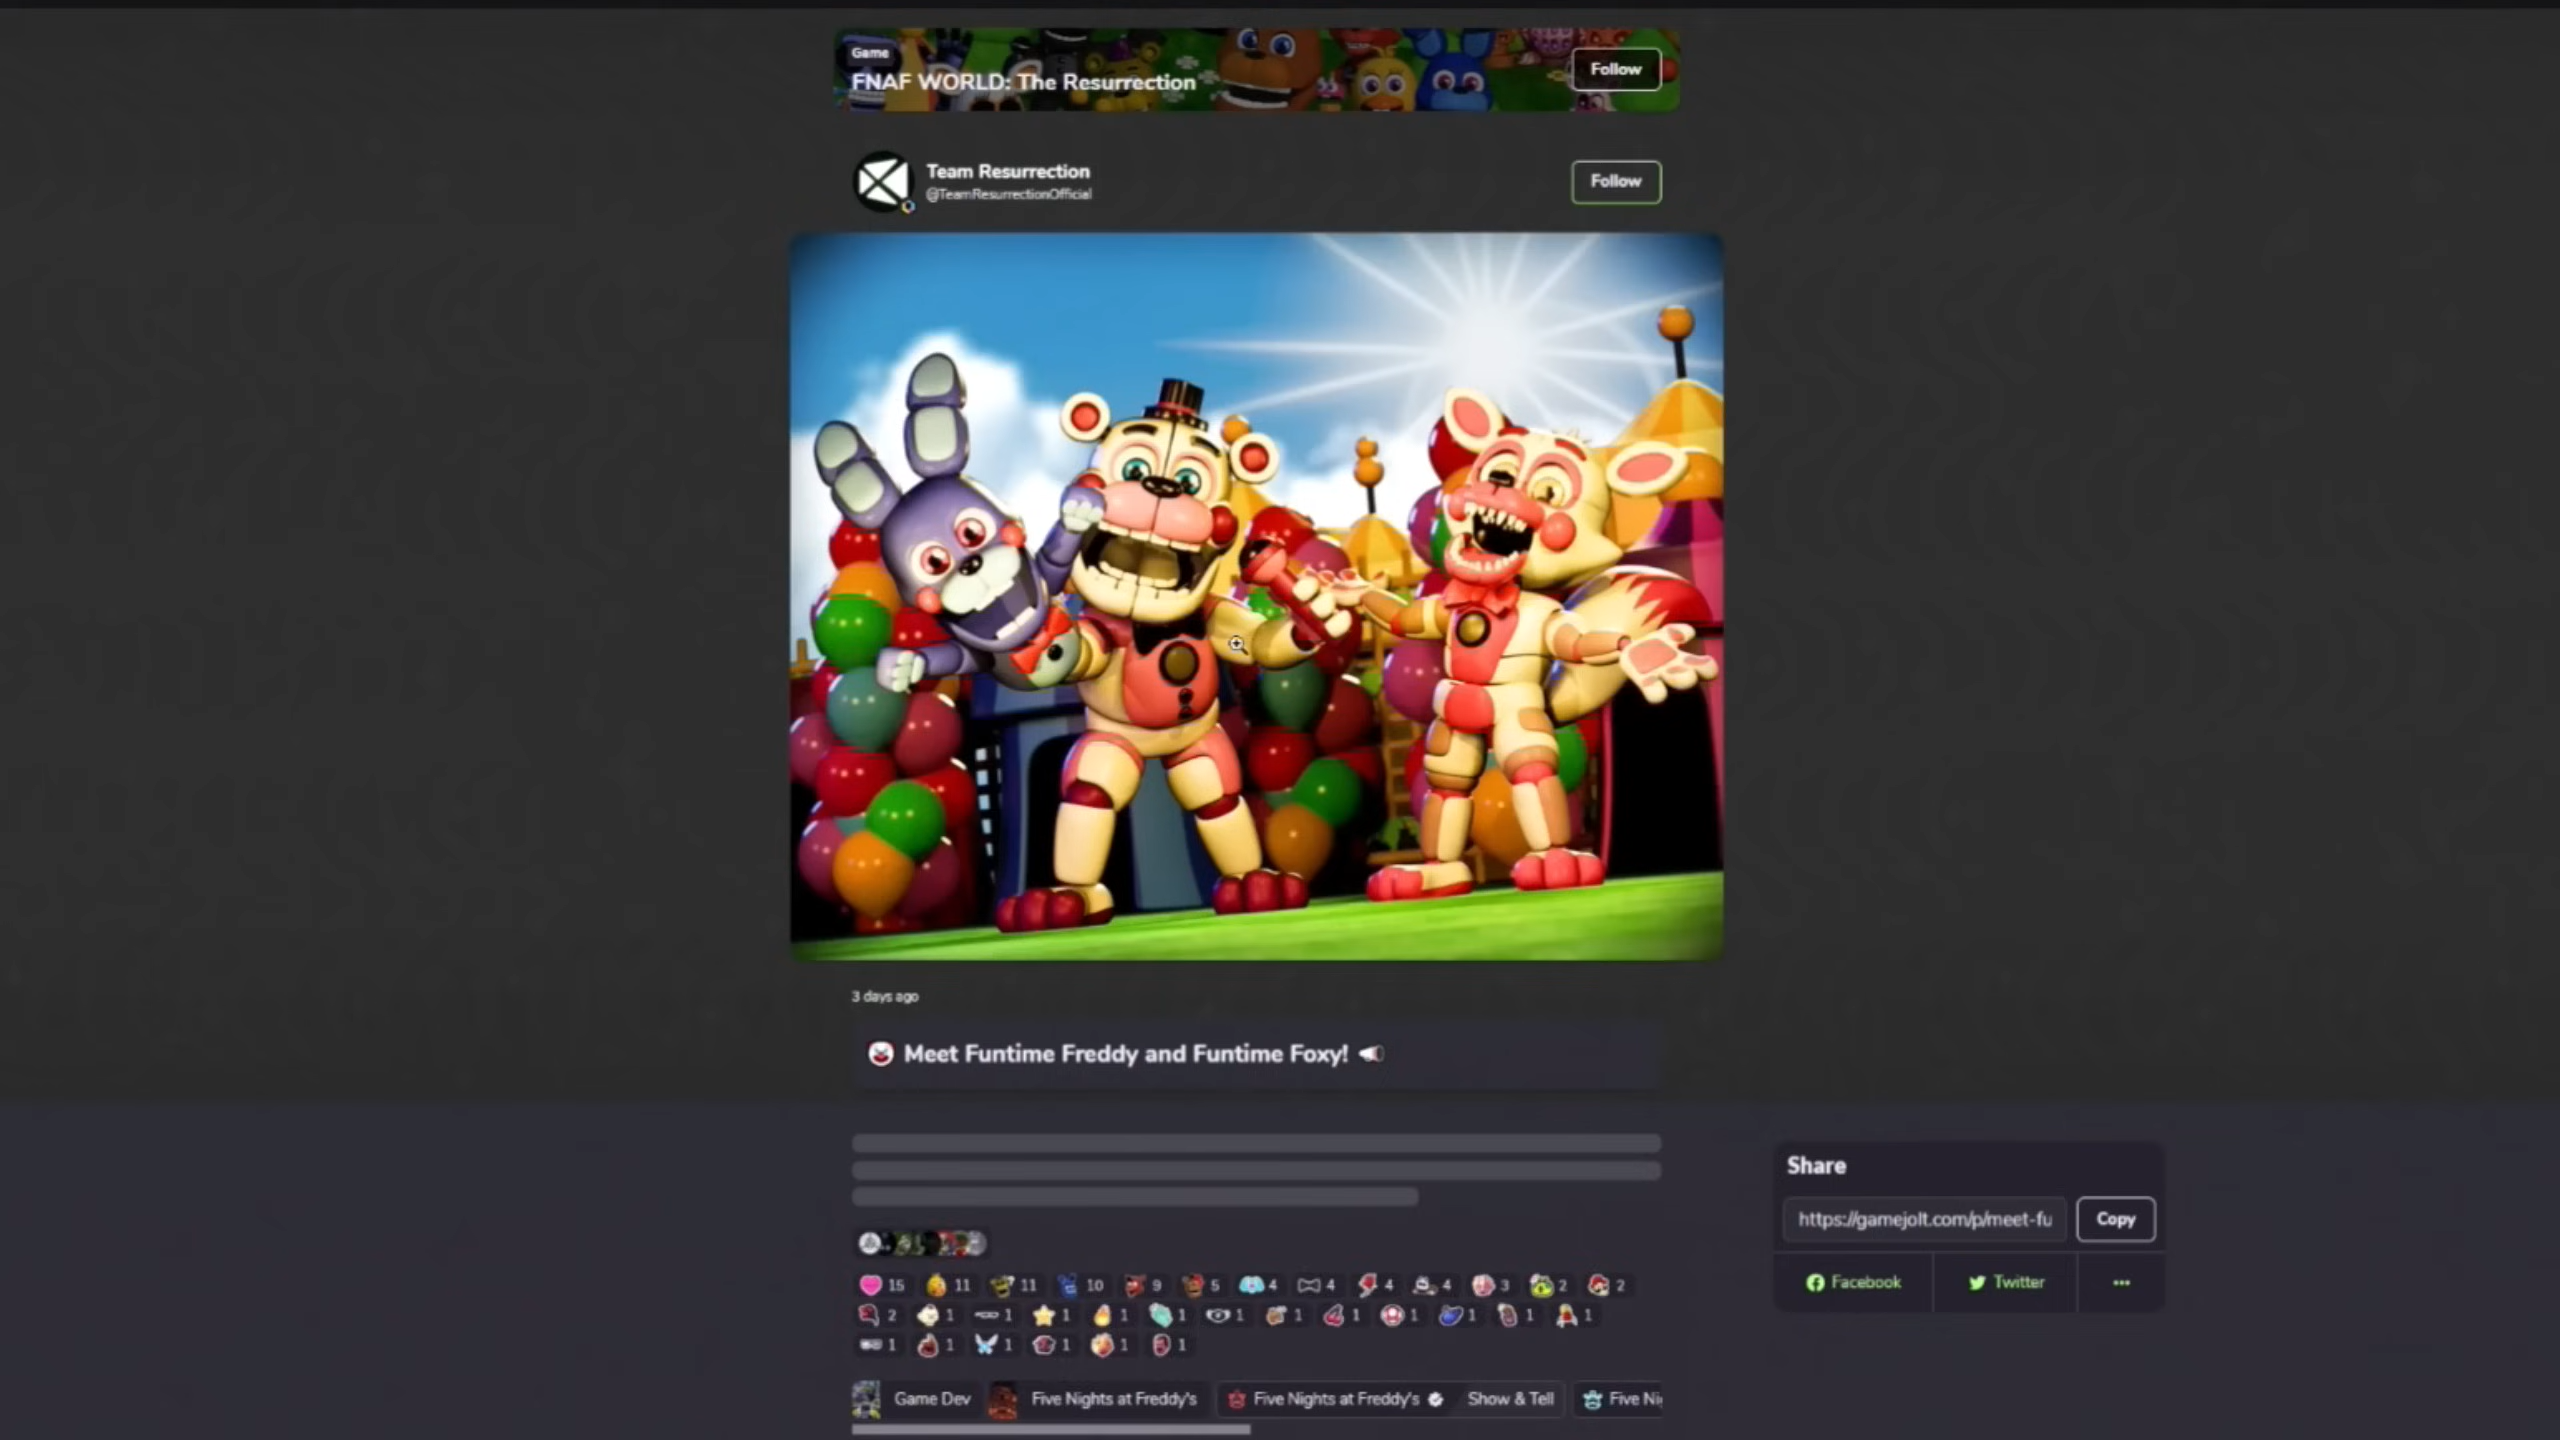 Game
FNAF WORLD: The Resurrection
Follow
Team Resurrection
@TeamResurrectionOfficial
Follow
3 days ago
Meet Funtime Freddy and Funtime Foxy!
15 11 11 10 9 5 4 4 4 4 3 2 2
2 1 1 1 1 1 1 1 1 1 1 1 1
1 1 1 1 1 1
Game Dev Five Nights at Freddy's Five Nights at Freddy's Show & Tell Five Ni
Share
https://gamejolt.com/p/meet-fu Copy
Facebook Twitter